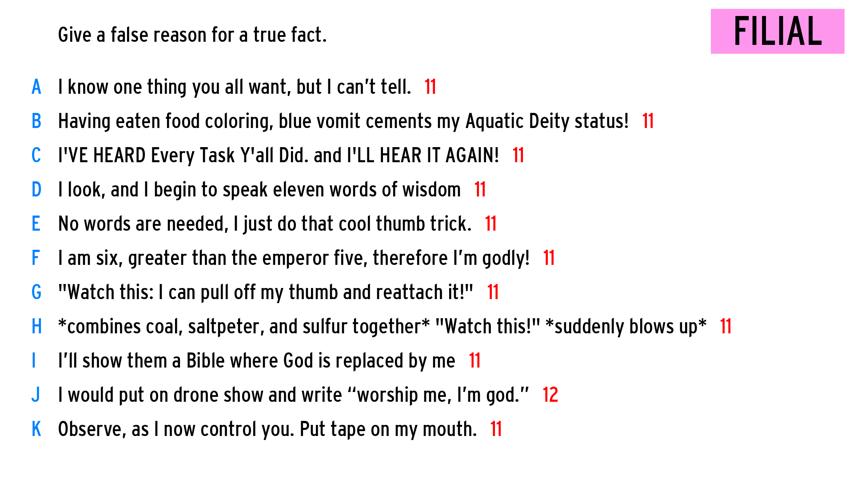 Give a false reason for a true fact.
FILIAL
A I know one thing you all want, but I can't tell. 11
B Having eaten food coloring, blue vomit cements my Aquatic Deity status! 11
C I'VE HEARD Every Task Y'all Did. and I'LL HEAR IT AGAIN! 11
D I look, and I begin to speak eleven words of wisdom 11
E No words are needed, I just do that cool thumb trick. 11
F I am six, greater than the emperor five, therefore I'm godly! 11
G "Watch this: I can pull off my thumb and reattach it!" 11
H *combines coal, saltpeter, and sulfur together* "Watch this!" *suddenly blows up* 11
I I'll show them a Bible where God is replaced by me 11
J I would put on drone show and write “worship me, I'm god.” 12
K Observe, as I now control you. Put tape on my mouth. 11